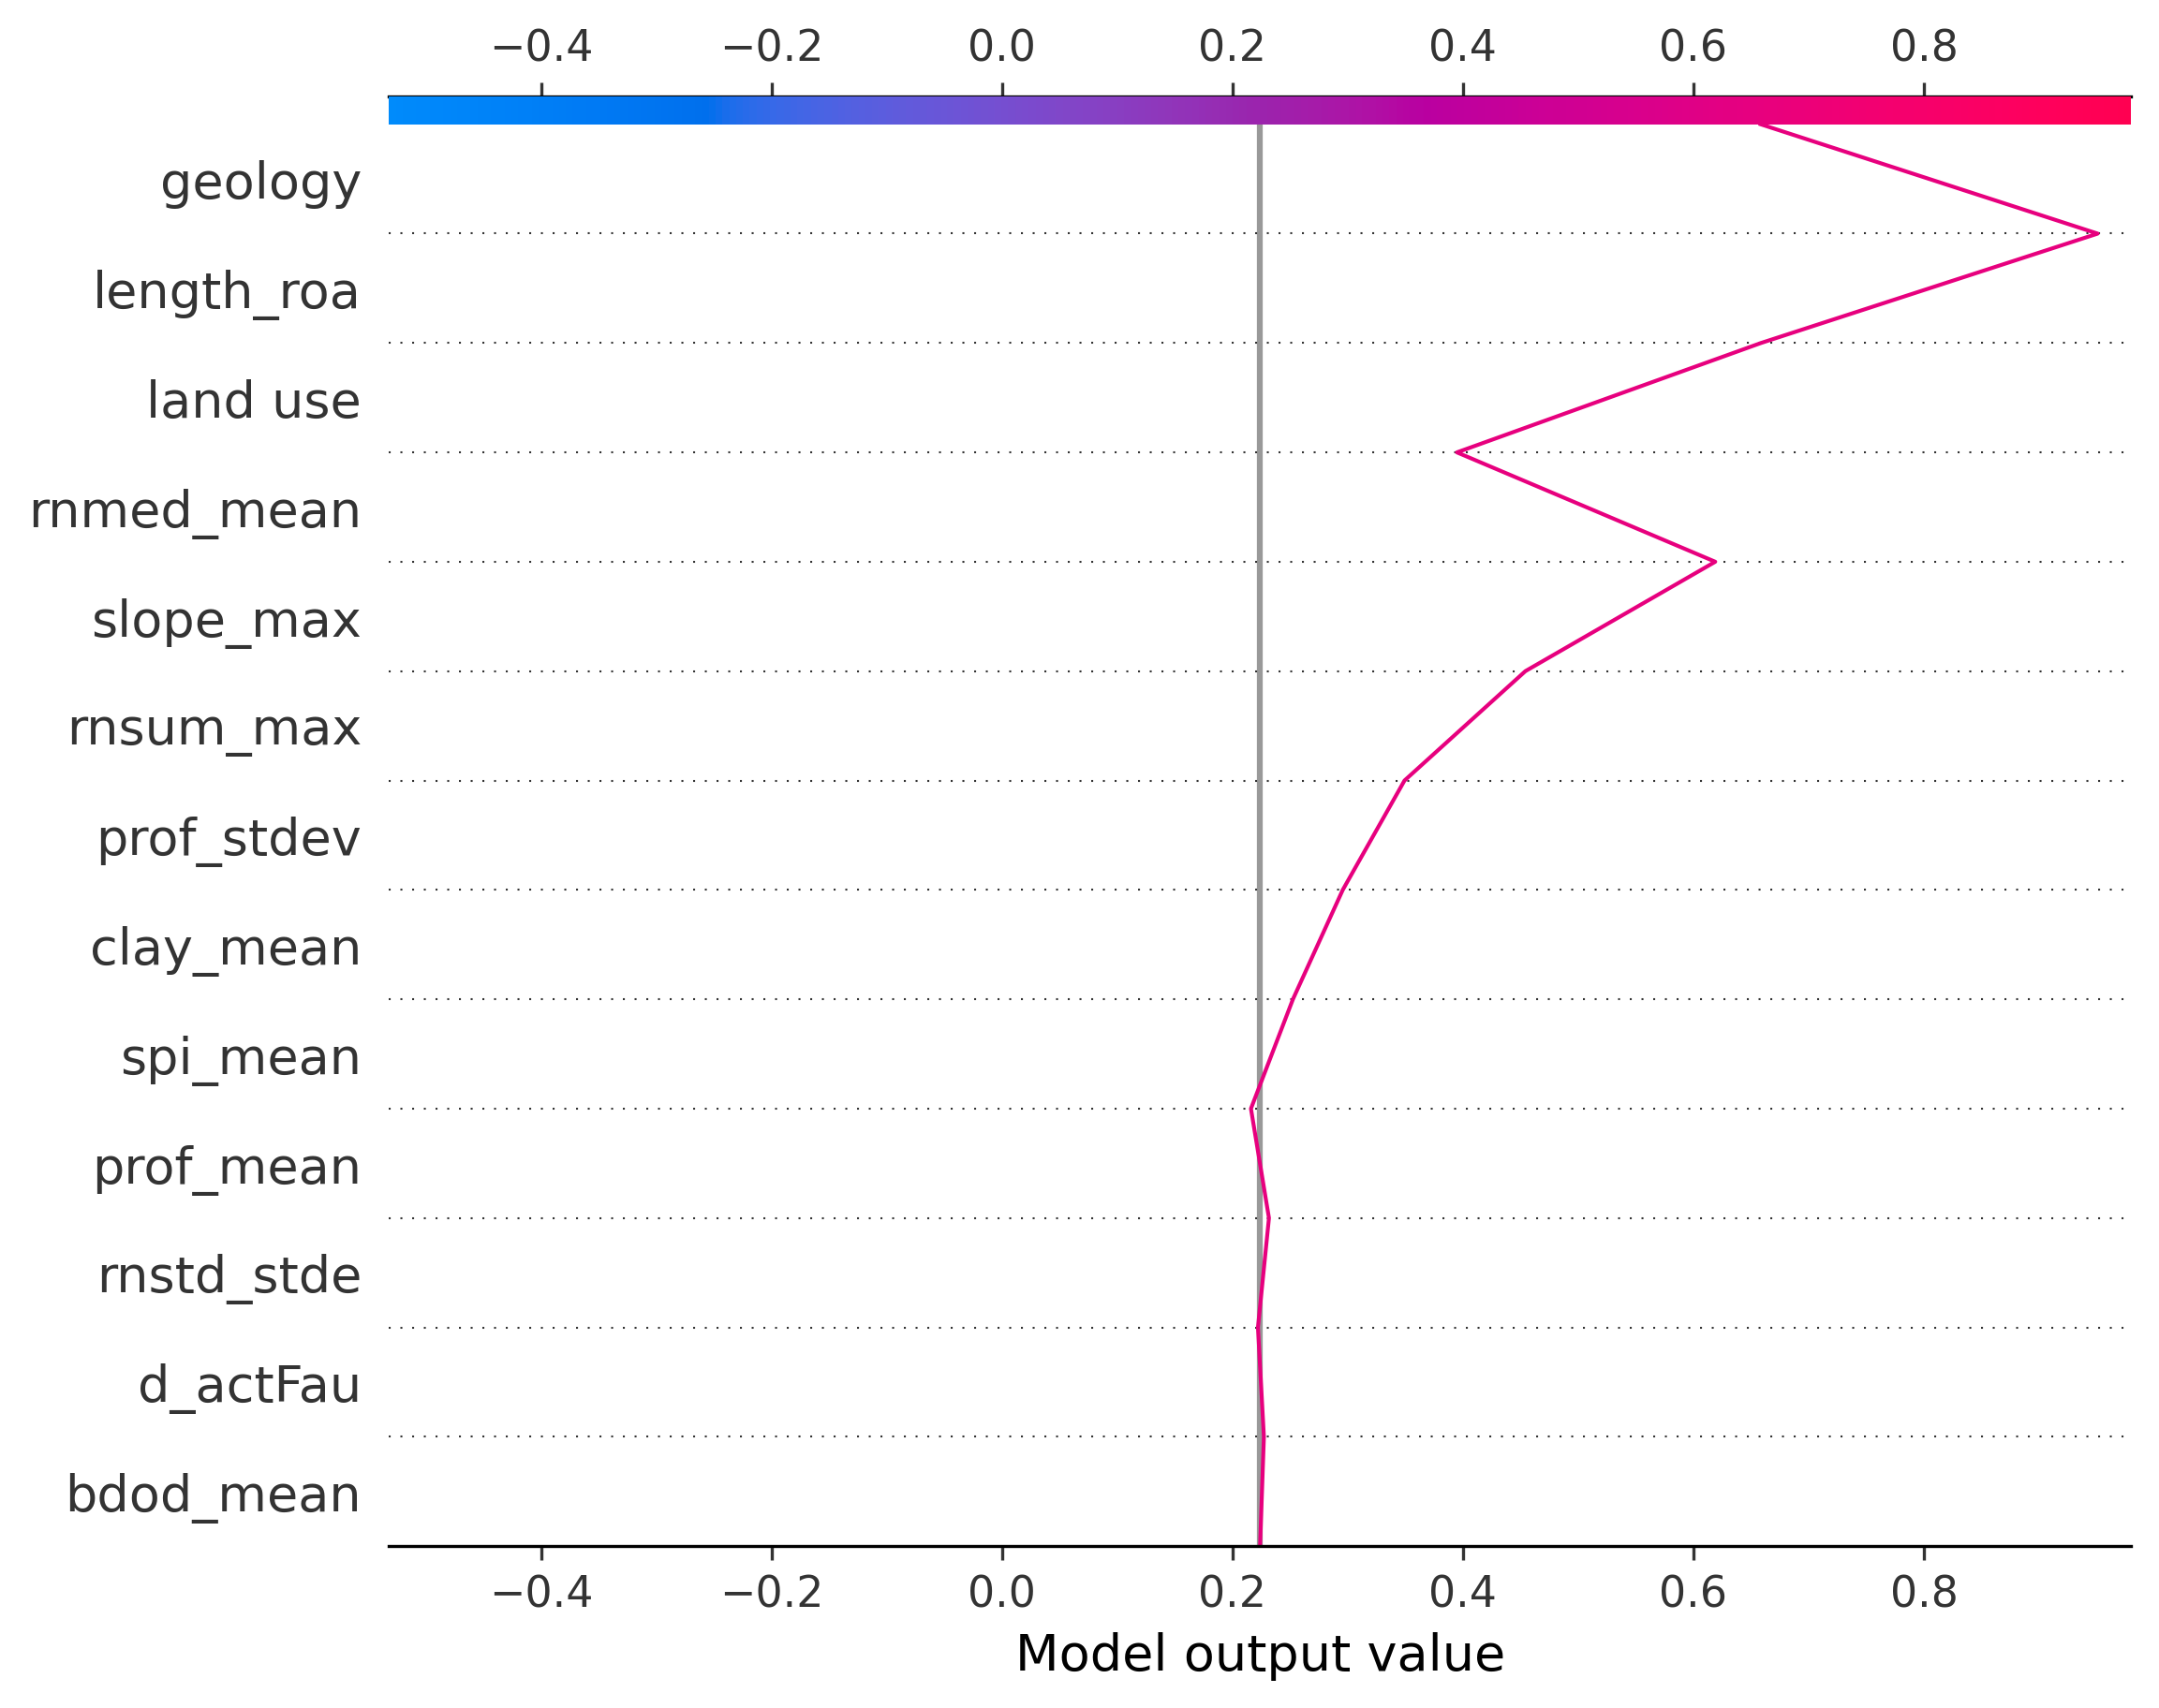 −0.4 −0.2 0.0 0.2 0.4 0.6 0.8
geology
length_roa
land use
rnmed_mean
slope_max
rnsum_max
prof_stdev
clay_mean
spi_mean
prof_mean
rnstd_stde
d_actFau
bdod_mean
−0.4 −0.2 0.0 0.2 0.4 0.6 0.8
Model output value